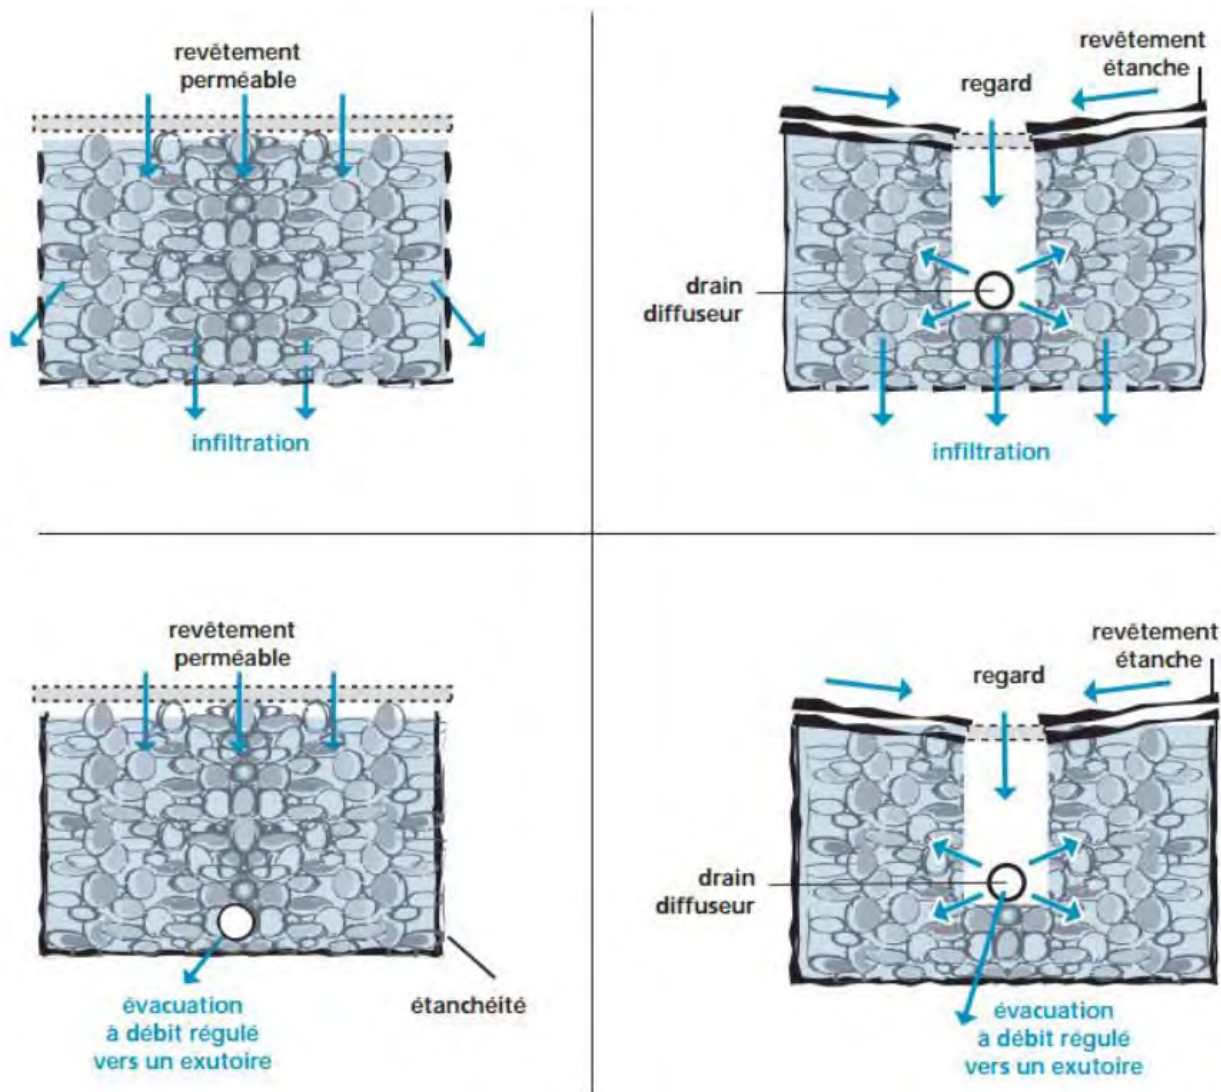 revêtement
perméable
infiltration
revêtement
étanche
regard
drain
diffuseur
infiltration
revêtement
perméable
évacuation
à débit régulé
vers un exutoire
étanchéité
revêtement
étanche
regard
drain
diffuseur
évacuation
à débit régulé
vers un exutoire